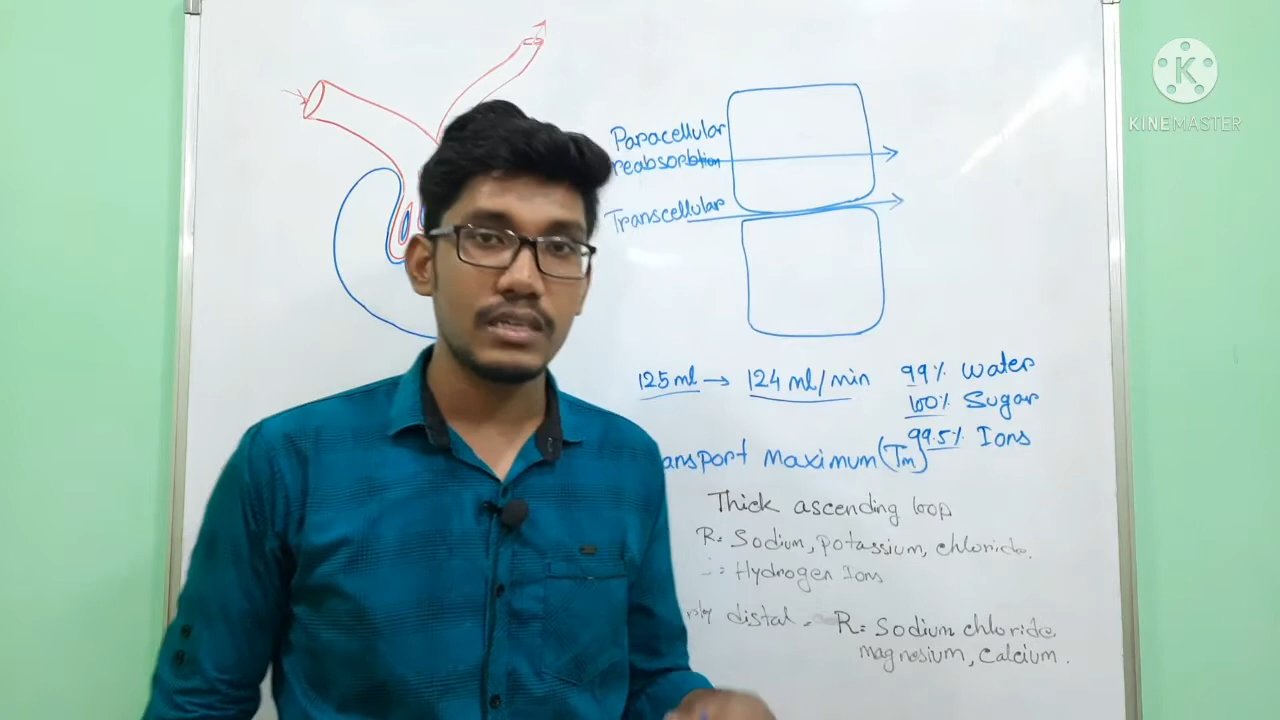 Paracellular
reabsorbtion
Transcellular
125 ml → 124 ml/min
99% water
100% Sugar
99.5% Ions
ansport maximum (Tm)
Thick ascending loop
R: Sodium, potassium, chloride.
: Hydrogen Ions
distal. R: Sodium chloride
magnesium, calcium.
KINEMASTER